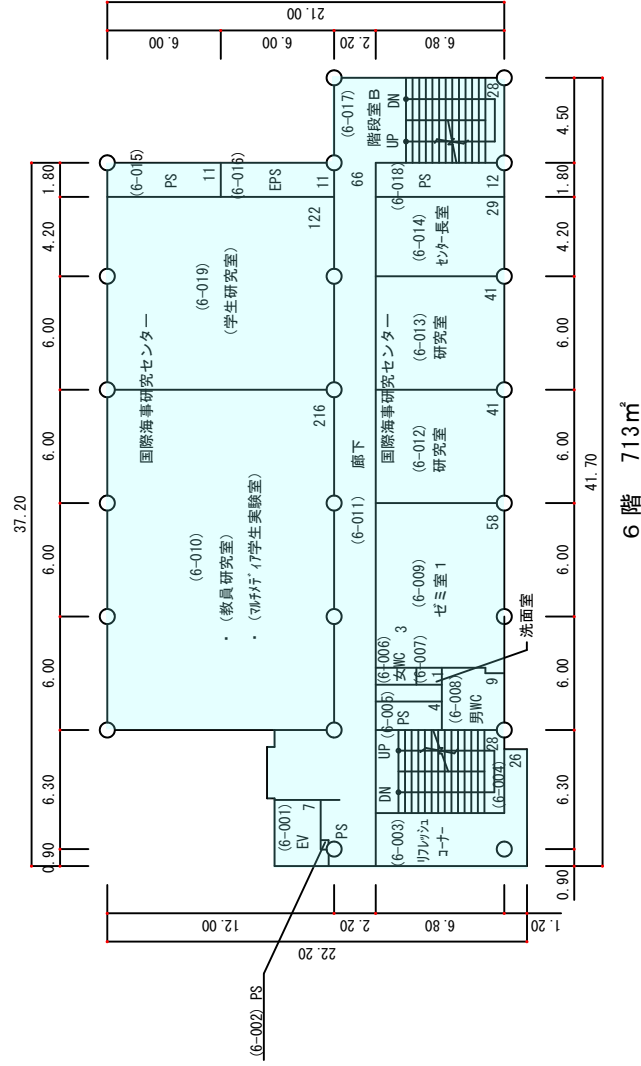 37.20
0.90
6.30
6.00
6.00
6.00
6.00
4.20
1.80
21.00
6.00
6.00
2.20
6.80
22.20
12.00
2.20
6.80
1.20
(6-015)
PS
11
(6-016)
EPS
11
国際海事研究センター
(6-019)
(学生研究室)
122
(6-010)
・ (教員研究室)
・ (マルチメディア学生実験室)
216
(6-001)
EV
7
PS
(6-002) PS
(6-011)
廊下
66
(6-017)
階段室B
UP
DN
28
(6-018)
PS
12
国際海事研究センター
(6-014)
センター長室
29
(6-013)
研究室
41
(6-012)
研究室
41
(6-009)
ゼミ室1
58
(6-006)
女WC
3
(6-007)
1
洗面室
(6-005)
PS
4
(6-008)
男WC
9
UP
DN
28
(6-004)
(6-003)
リフレッシュ
コーナー
26
0.90
6.30
6.00
6.00
6.00
6.00
4.20
1.80
4.50
41.70
6階 713㎡